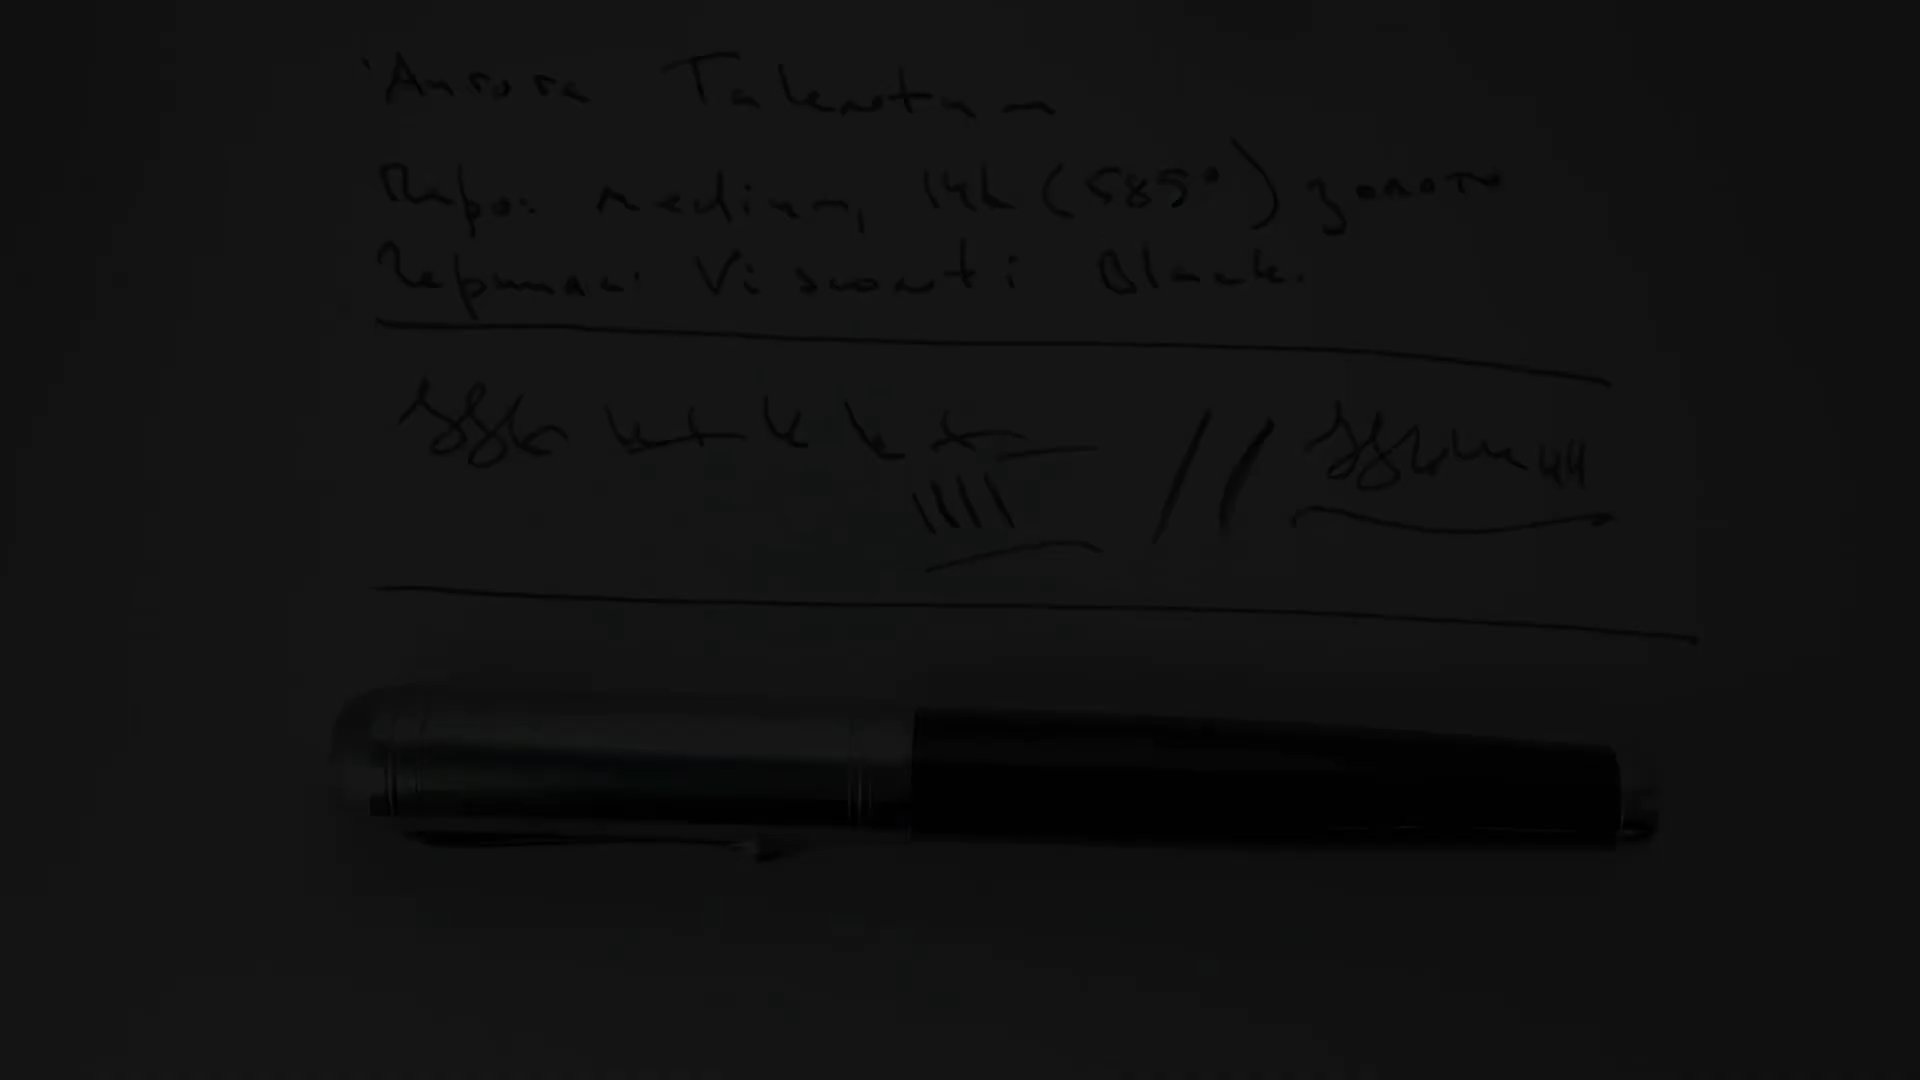 Aurora Talentum
Перо: medium, 14k (585°) золото
Чернила: Visconti Black.